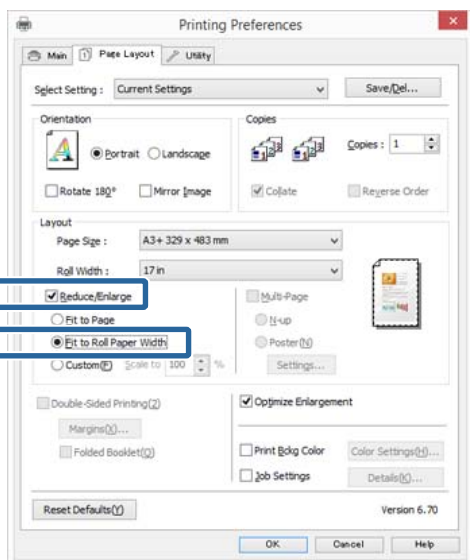 Printing Preferences
Main Page Layout Utility
Select Setting : Current Settings Save/Del...
Orientation Copies
Portrait Landscape Copies : 1
Rotate 180° Mirror Image Collate Reverse Order
Layout
Page Size : A3+ 329 x 483 mm
Roll Width : 17 in
Reduce/Enlarge Multi-Page
Fit to Page N-up
Fit to Roll Paper Width Poster(N)
Custom(F) Scale to 100 % Settings...
Double-Sided Printing(2) Optimize Enlargement
Margins(X)...
Folded Booklet(O) Print Bckg Color Color Settings(H)...
Job Settings Details(K)...
Reset Defaults(Y) Version 6.70
OK Cancel Help